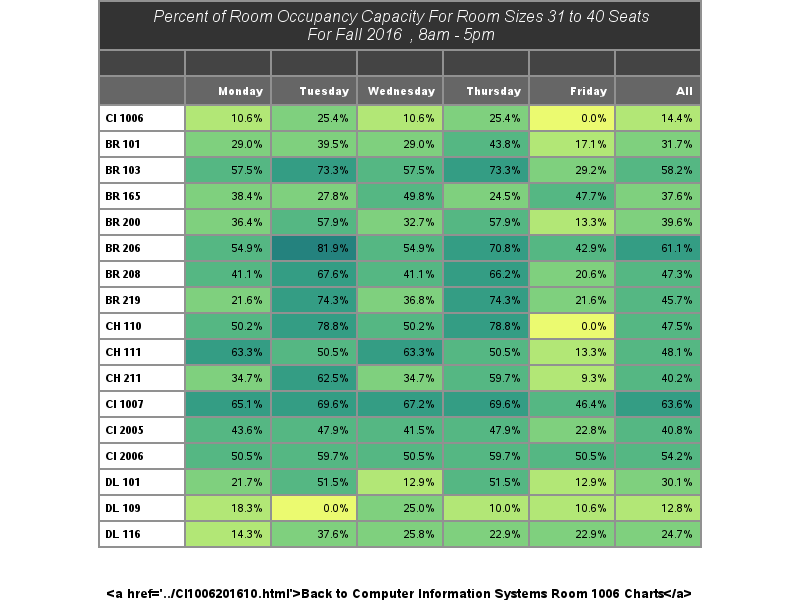 Percent of Room Occupancy Capacity For Room Sizes 31 to 40 Seats
For Fall 2016 , 8am - 5pm
Monday Tuesday Wednesday Thursday Friday All
CI 1006 10.6% 25.4% 10.6% 25.4% 0.0% 14.4%
BR 101 29.0% 39.5% 29.0% 43.8% 17.1% 31.7%
BR 103 57.5% 73.3% 57.5% 73.3% 29.2% 58.2%
BR 165 38.4% 27.8% 49.8% 24.5% 47.7% 37.6%
BR 200 36.4% 57.9% 32.7% 57.9% 13.3% 39.6%
BR 206 54.9% 81.9% 54.9% 70.8% 42.9% 61.1%
BR 208 41.1% 67.6% 41.1% 66.2% 20.6% 47.3%
BR 219 21.6% 74.3% 36.8% 74.3% 21.6% 45.7%
CH 110 50.2% 78.8% 50.2% 78.8% 0.0% 47.5%
CH 111 63.3% 50.5% 63.3% 50.5% 13.3% 48.1%
CH 211 34.7% 62.5% 34.7% 59.7% 9.3% 40.2%
CI 1007 65.1% 69.6% 67.2% 69.6% 46.4% 63.6%
CI 2005 43.6% 47.9% 41.5% 47.9% 22.8% 40.8%
CI 2006 50.5% 59.7% 50.5% 59.7% 50.5% 54.2%
DL 101 21.7% 51.5% 12.9% 51.5% 12.9% 30.1%
DL 109 18.3% 0.0% 25.0% 10.0% 10.6% 12.8%
DL 116 14.3% 37.6% 25.8% 22.9% 22.9% 24.7%
<a href='../CI1006201610.html'>Back to Computer Information Systems Room 1006 Charts</a>